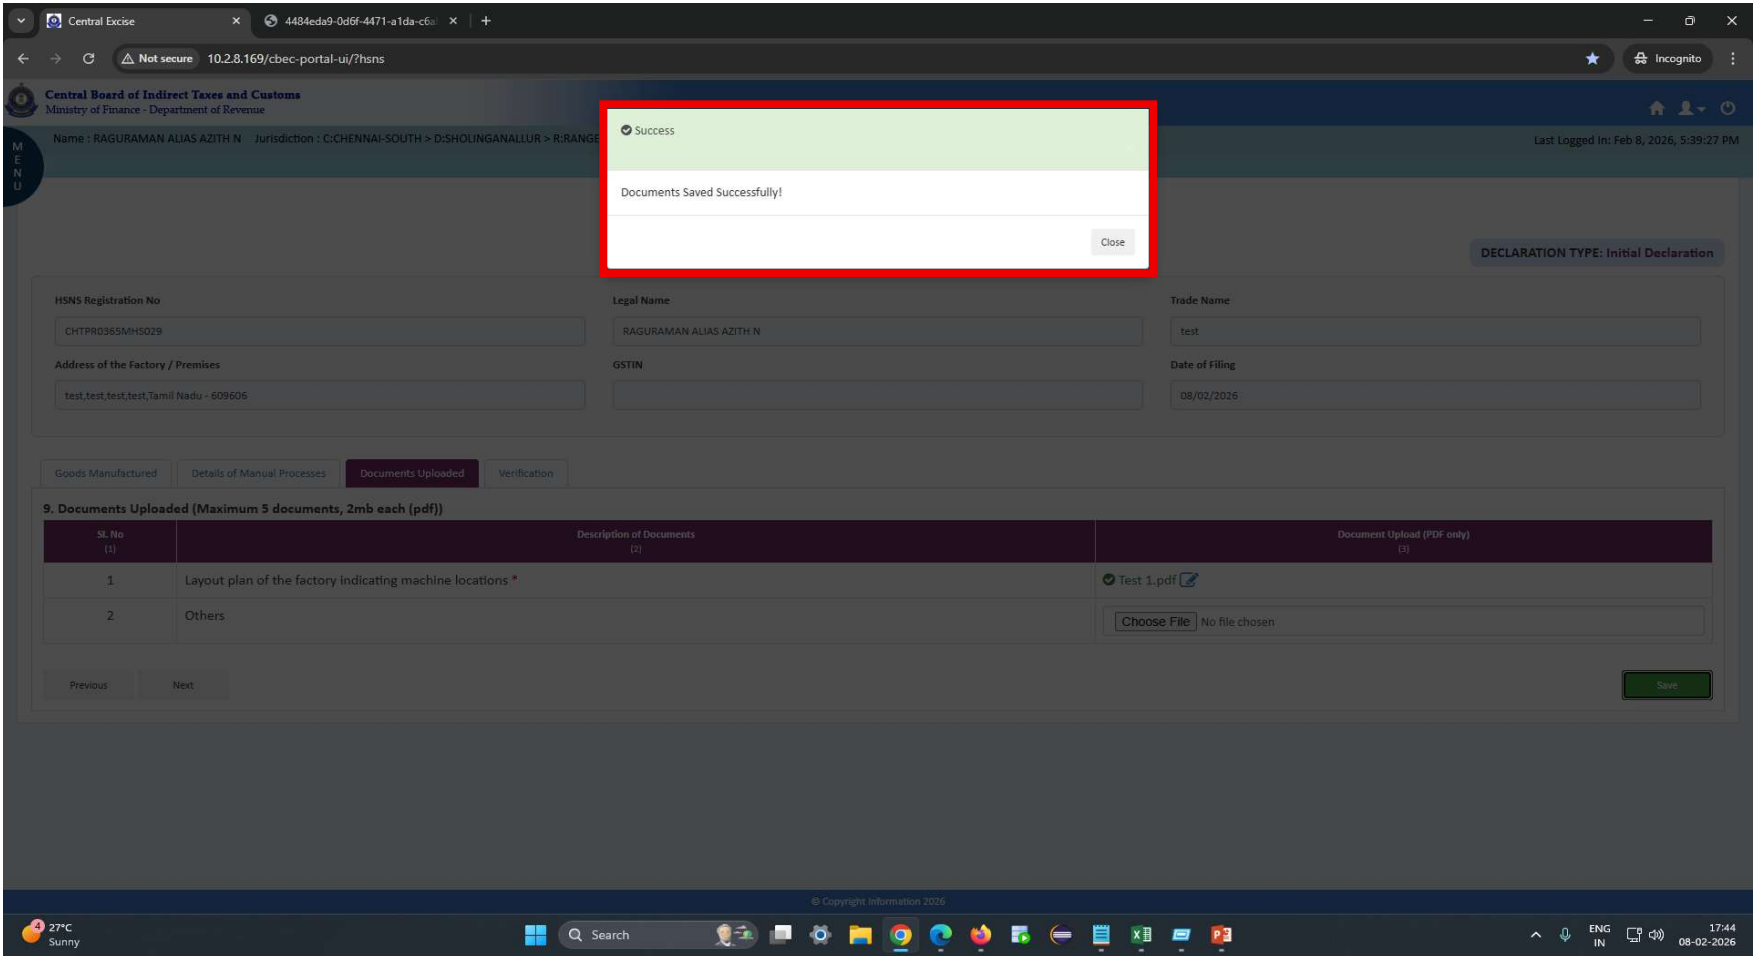 Central Excise
4484eda9-0d6f-4471-a1da-c6a
Not secure 10.2.8.169/cbec-portal-ui/?hsns
Incognito
Central Board of Indirect Taxes and Customs
Ministry of Finance - Department of Revenue
MENU
Name : RAGURAMAN ALIAS AZITH N Jurisdiction : C:CHENNAI-SOUTH > D:SHOLINGANALLUR > R:RANGE
Last Logged In: Feb 8, 2026, 5:39:27 PM
Success
Documents Saved Successfully!
Close
DECLARATION TYPE: Initial Declaration
HSNS Registration No Legal Name Trade Name
CHTPR0365MHS029 RAGURAMAN ALIAS AZITH N test
Address of the Factory / Premises GSTIN Date of Filing
test,test,test,test,Tamil Nadu - 609606 08/02/2026
Goods Manufactured Details of Manual Processes Documents Uploaded Verification
9. Documents Uploaded (Maximum 5 documents, 2mb each (pdf))
SL. No Description of Documents Document Upload (PDF only)
(1) (2) (3)
1 Layout plan of the factory indicating machine locations * Test 1.pdf
2 Others Choose File No file chosen
Previous Next Save
© Copyright Information 2026
4
27°C
Sunny
Search
ENG
IN
17:44
08-02-2026